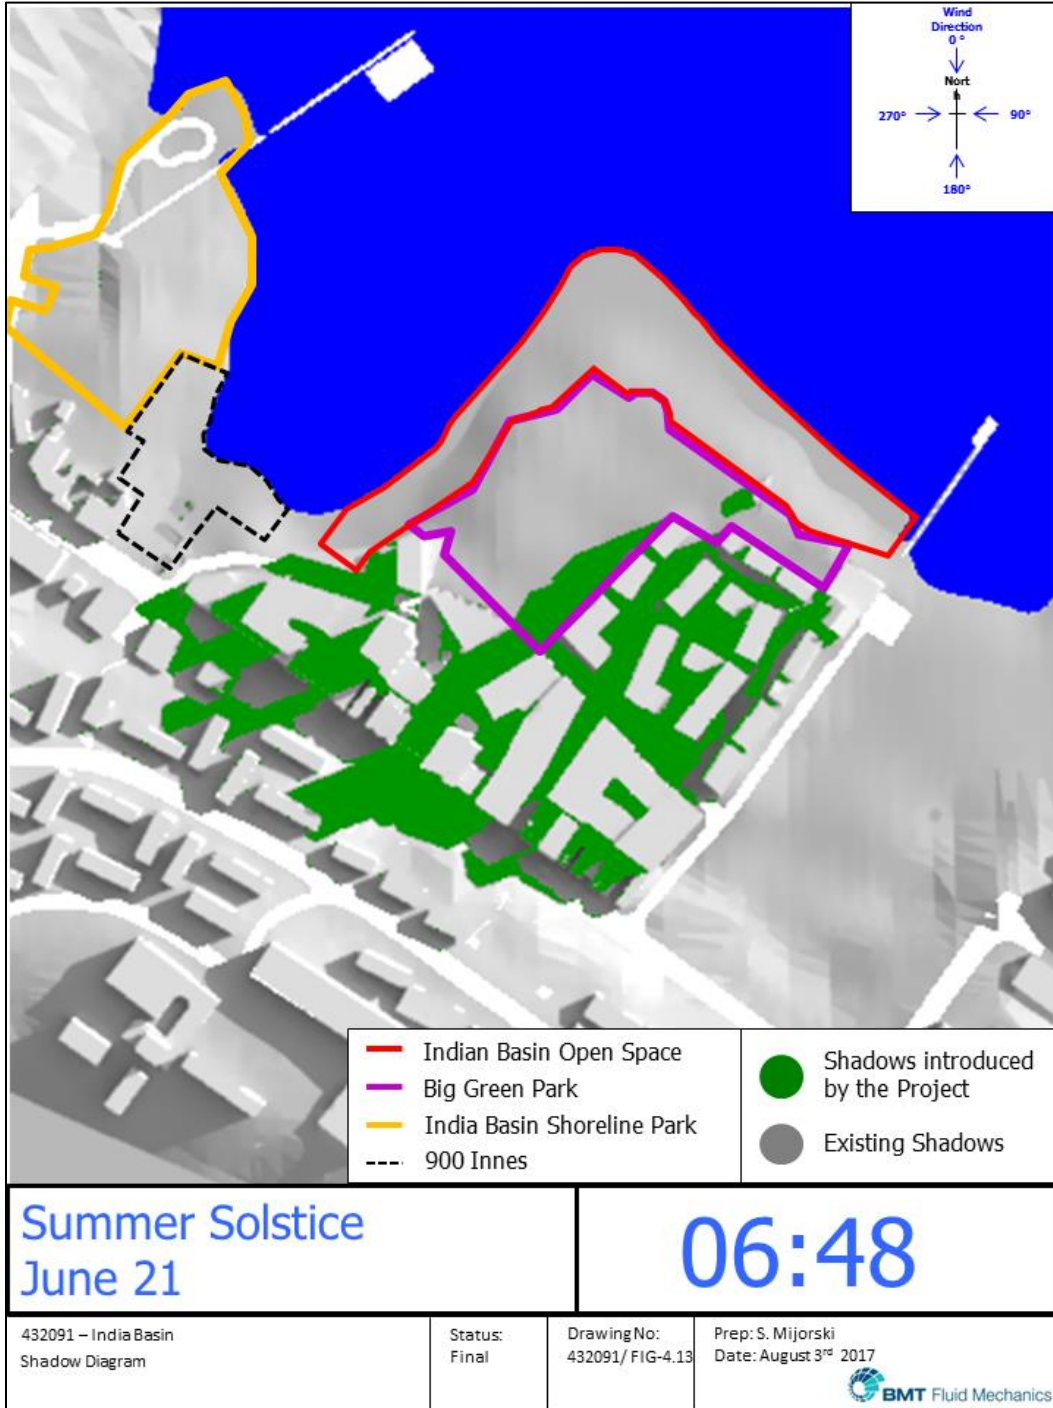 Wind
Direction
0 °
Nort
h
270°
90°
180°
Indian Basin Open Space
Big Green Park
India Basin Shoreline Park
900 Innes
Shadows introduced
by the Project
Existing Shadows
Summer Solstice
June 21
06:48
432091 – India Basin
Shadow Diagram
Status:
Final
Drawing No:
432091/ FIG-4.13
Prep: S. Mijorski
Date: August 3rd 2017
BMT Fluid Mechanics